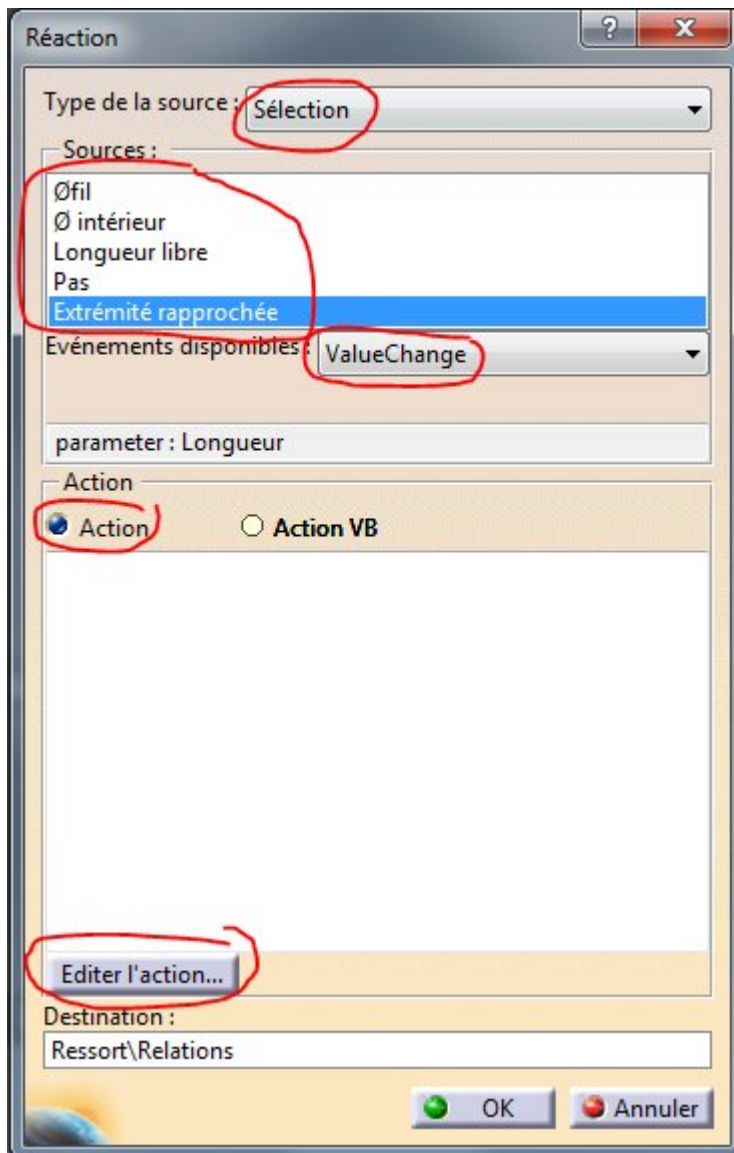 Réaction
Type de la source : Sélection
Sources :
Øfil
Ø intérieur
Longueur libre
Pas
Extrémité rapprochée
Evénements disponibles : ValueChange
parameter : Longueur
Action
Action Action VB
Editer l'action...
Destination :
Ressort\Relations
OK Annuler